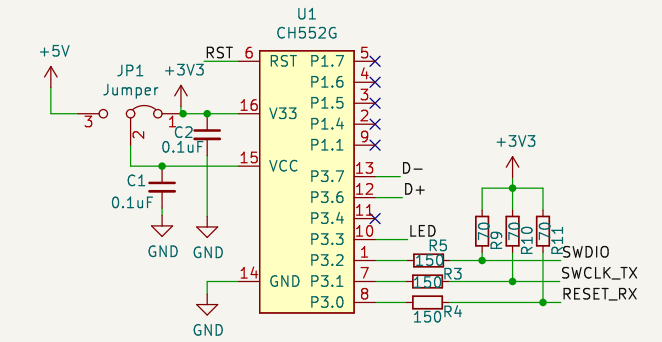 U1
CH552G
+5V
JP1
Jumper
+3V3
RST
6
RST
P1.7
5
P1.6
4
P1.5
3
3
2
1
16
V33
P1.4
2
C2
0.1uF
P1.1
9
+3V3
15
VCC
P3.7
13
D-
C1
0.1uF
P3.6
12
D+
P3.4
11
70
R9
70
R10
70
R11
P3.3
10
LED
GND
GND
R5
P3.2
1
150
SWDIO
14
GND
P3.1
7
150
R3
SWCLK_TX
P3.0
8
RESET_RX
150
R4
GND